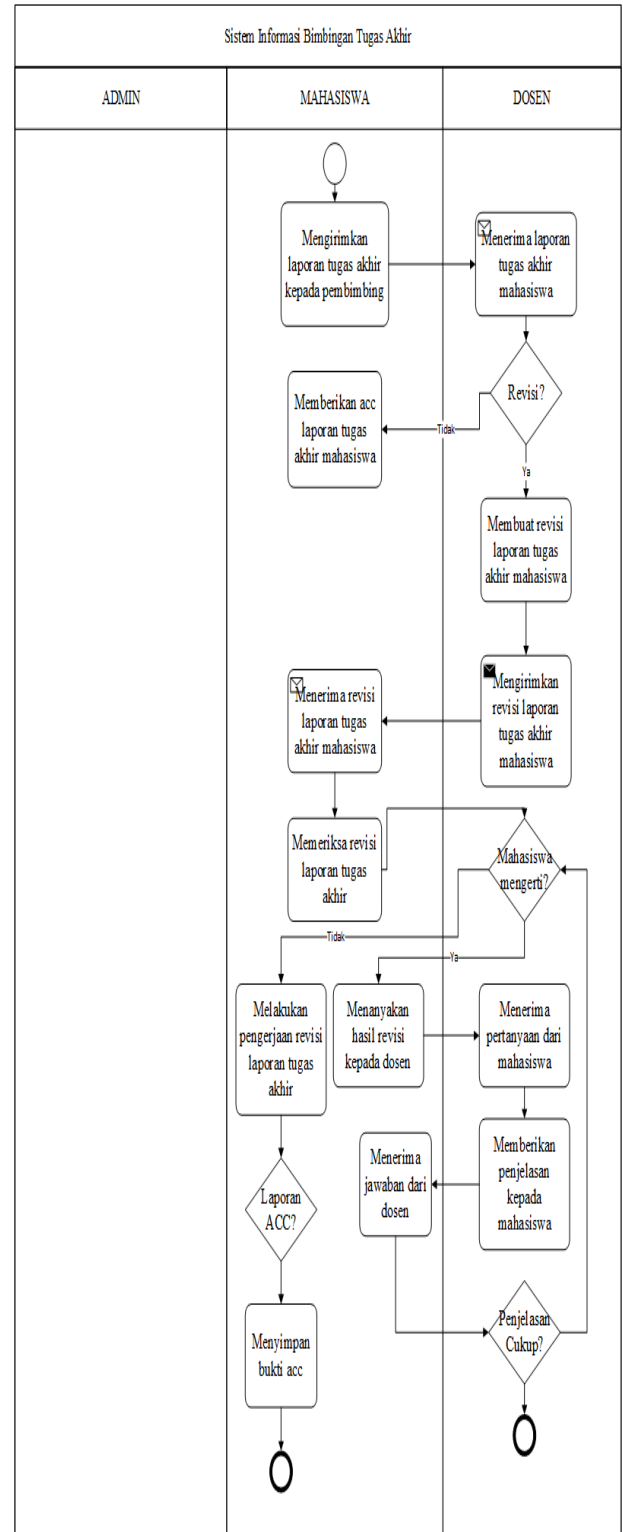 Sistem Informasi Bimbingan Tugas Akhir
ADMIN
MAHASISWA
DOSEN
Mengirimkan
laporan tugas akhir
kepada pembimbing
Menerima laporan
tugas akhir
mahasiswa
Revisi?
Memberikan acc
laporan tugas
akhir mahasiswa
Tidak
Ya
Membuat revisi
laporan tugas
akhir mahasiswa
Mengirimkan
revisi laporan
tugas akhir
mahasiswa
Menerima revisi
laporan tugas
akhir mahasiswa
Memeriksa revisi
laporan tugas
akhir
Mahasiswa
mengerti?
Tidak
Ya
Melakukan
pengerjaan revisi
laporan tugas
akhir
Menanyakan
hasil revisi
kepada dosen
Menerima
pertanyaan dari
mahasiswa
Memberikan
penjelasan
kepada
mahasiswa
Menerima
jawaban dari
dosen
Laporan
ACC?
Penjelasan
Cukup?
Menyimpan
bukti acc